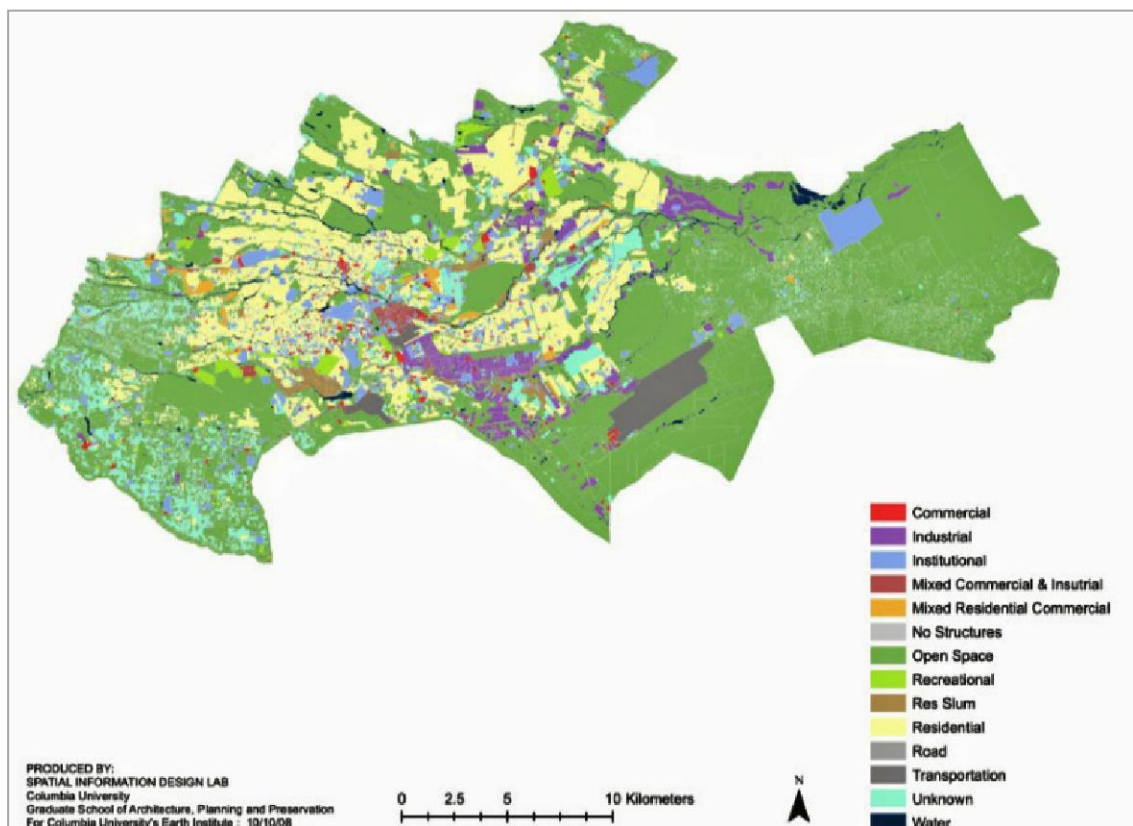 Commercial
Industrial
Institutional
Mixed Commercial & Insutrial
Mixed Residential Commercial
No Structures
Open Space
Recreational
Res Slum
Residential
Road
Transportation
Unknown
Water
PRODUCED BY:
SPATIAL INFORMATION DESIGN LAB
Columbia University
Graduate School of Architecture, Planning and Preservation
For Columbia University's Earth Institute : 10/10/08
0 2.5 5 10 Kilometers
N